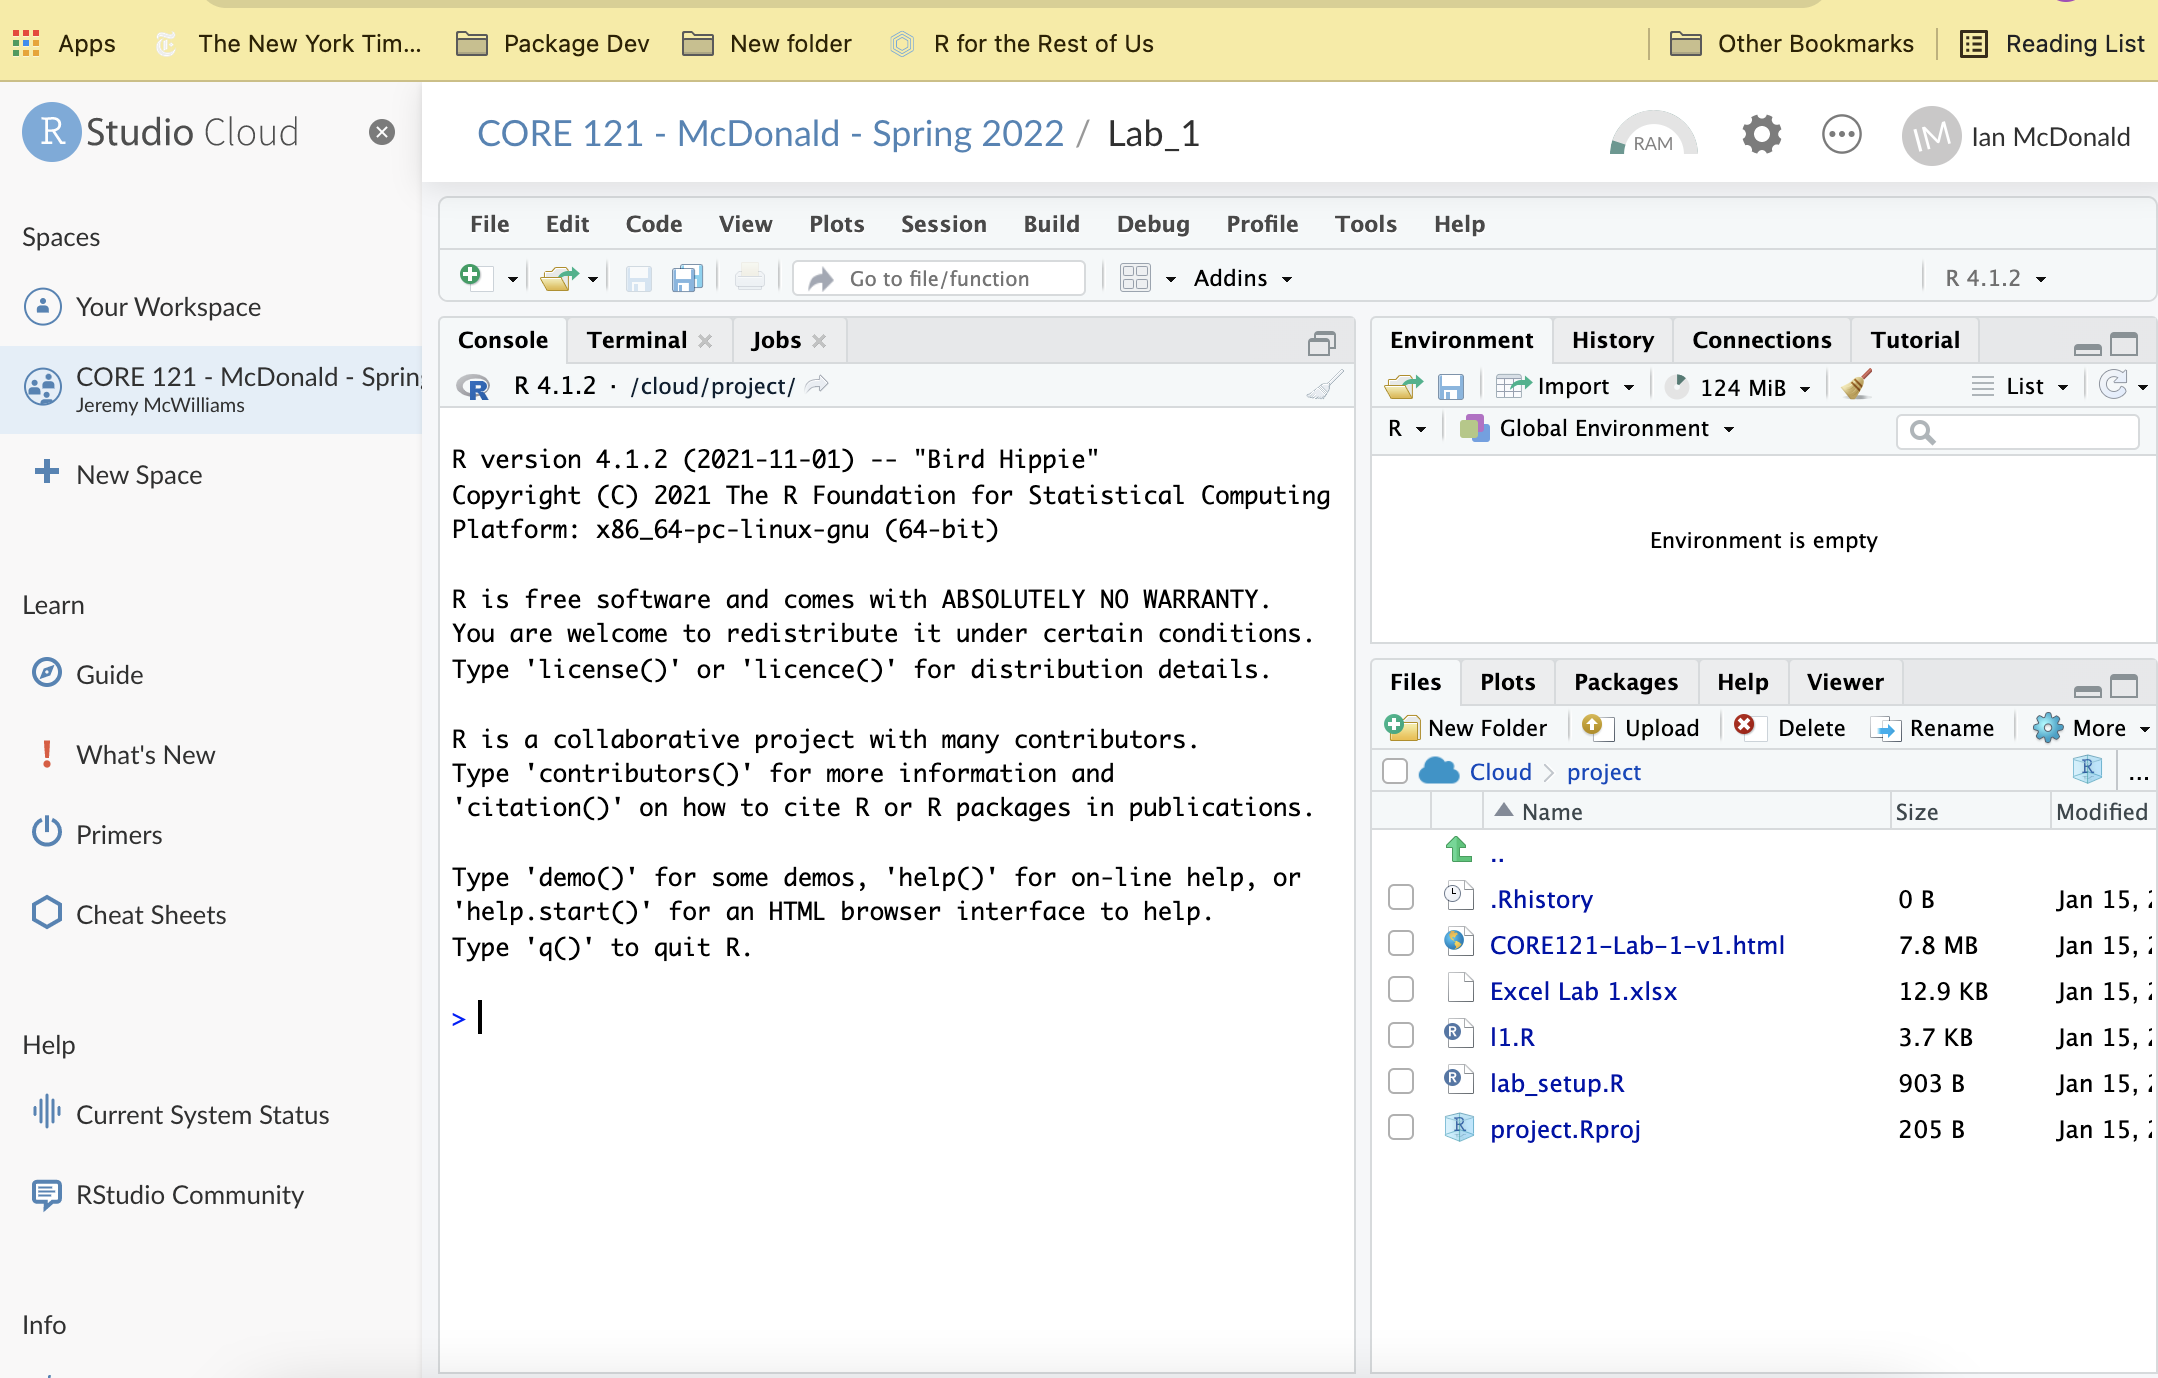 Apps The New York Tim... Package Dev New folder R for the Rest of Us Other Bookmarks Reading List
R Studio Cloud
CORE 121 - McDonald - Spring 2022 / Lab_1
RAM
IM Ian McDonald
Spaces
Your Workspace
CORE 121 - McDonald - Sprin
Jeremy McWilliams
New Space
Learn
Guide
What's New
Primers
Cheat Sheets
Help
Current System Status
RStudio Community
Info
File Edit Code View Plots Session Build Debug Profile Tools Help
Go to file/function
Addins
R 4.1.2
Console Terminal Jobs
R 4.1.2 · /cloud/project/
R version 4.1.2 (2021-11-01) -- "Bird Hippie"
Copyright (C) 2021 The R Foundation for Statistical Computing
Platform: x86_64-pc-linux-gnu (64-bit)
R is free software and comes with ABSOLUTELY NO WARRANTY.
You are welcome to redistribute it under certain conditions.
Type 'license()' or 'licence()' for distribution details.
R is a collaborative project with many contributors.
Type 'contributors()' for more information and
'citation()' on how to cite R or R packages in publications.
Type 'demo()' for some demos, 'help()' for on-line help, or
'help.start()' for an HTML browser interface to help.
Type 'q()' to quit R.
>
Environment History Connections Tutorial
Import 124 MiB List
R Global Environment
Environment is empty
Files Plots Packages Help Viewer
New Folder Upload Delete Rename More
Cloud project ...
Name Size Modified
..
.Rhistory 0 B Jan 15,
CORE121-Lab-1-v1.html 7.8 MB Jan 15,
Excel Lab 1.xlsx 12.9 KB Jan 15,
l1.R 3.7 KB Jan 15,
lab_setup.R 903 B Jan 15,
project.Rproj 205 B Jan 15,